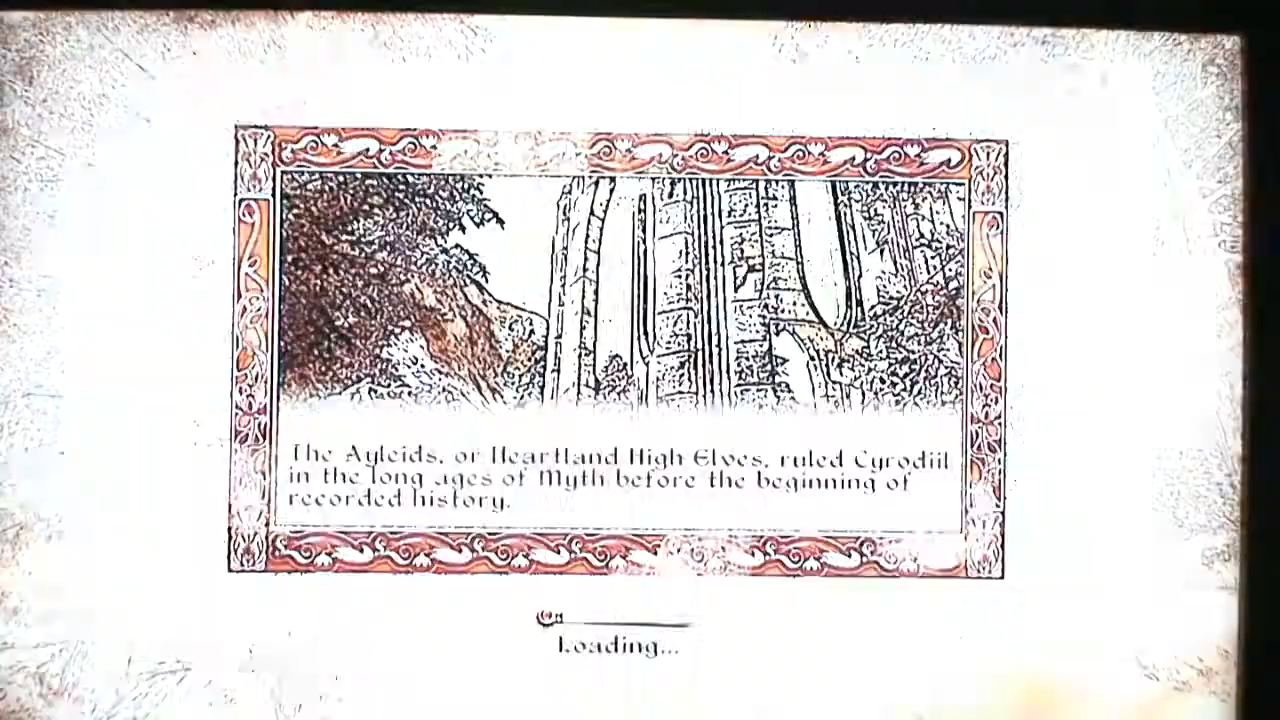 The Ayleids, or Heartland High Elves, ruled Cyrodiil
in the long ages of Myth before the beginning of
recorded history.
Loading...